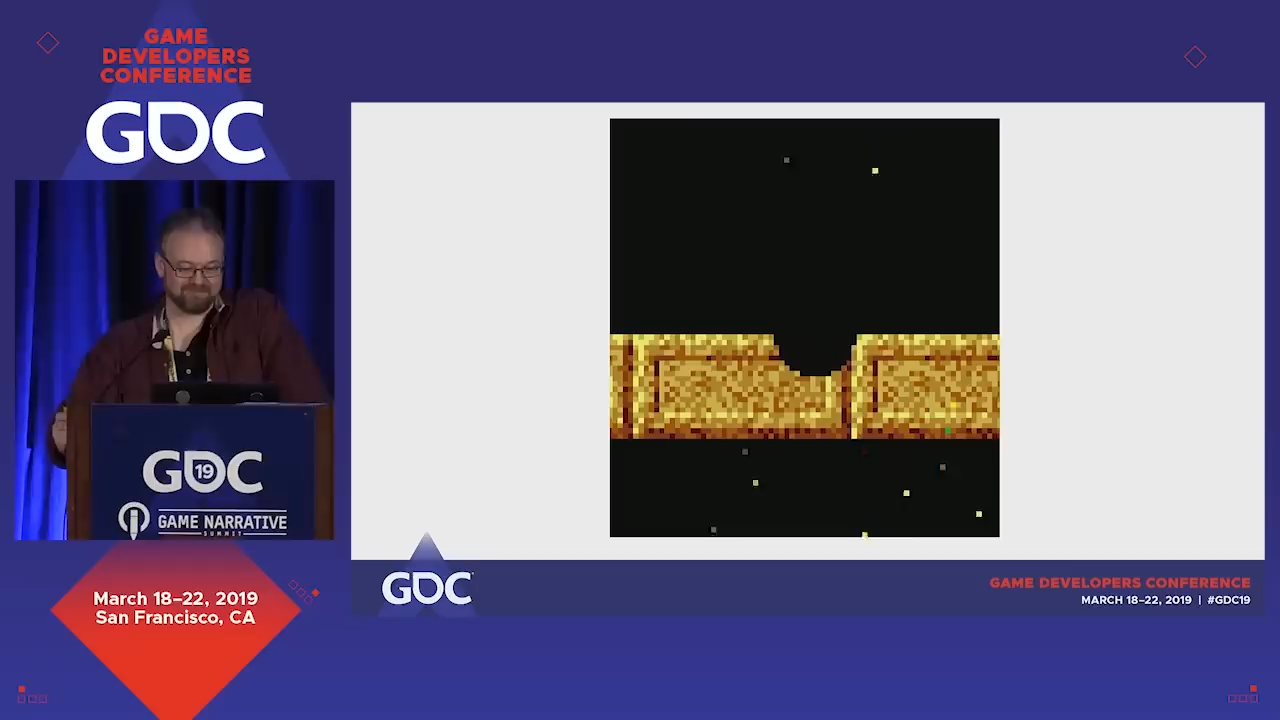 GAME
DEVELOPERS
CONFERENCE
GDC
GDC
19
GAME NARRATIVE
SUMMIT
March 18–22, 2019
San Francisco, CA
GDC
GAME DEVELOPERS CONFERENCE
MARCH 18–22, 2019 | #GDC19